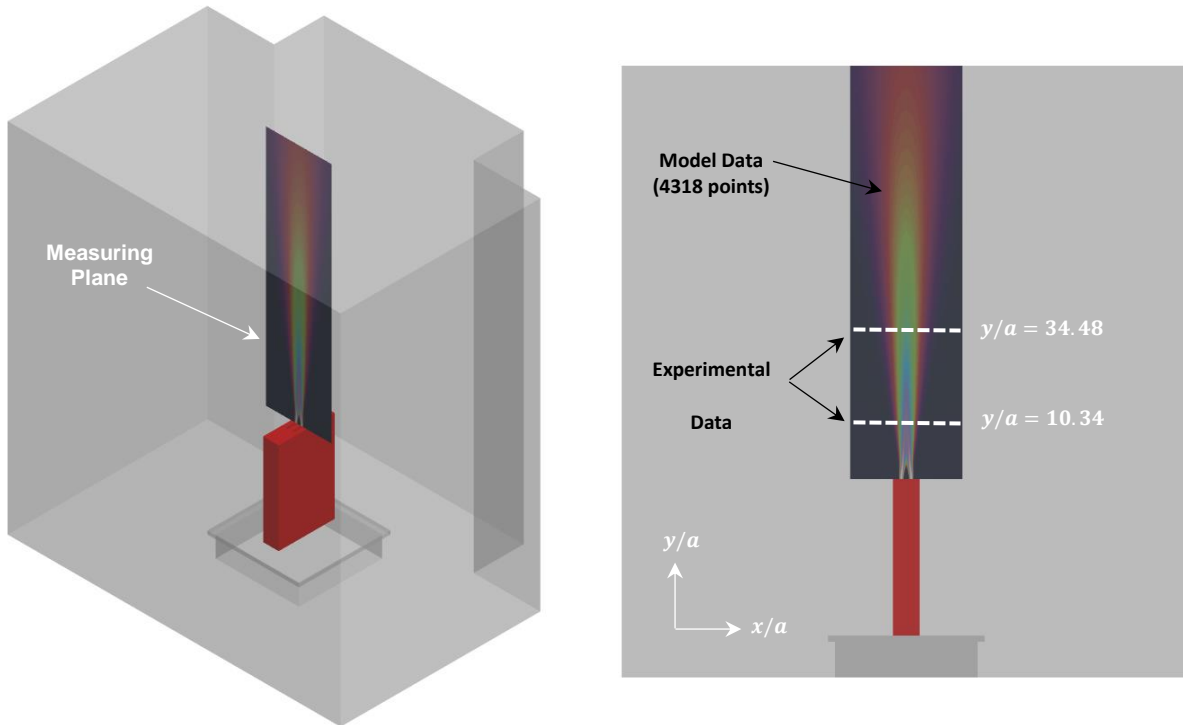 Measuring
Plane
Model Data
(4318 points)
y/a = 34.48
Experimental
Data
y/a = 10.34
y/a
x/a